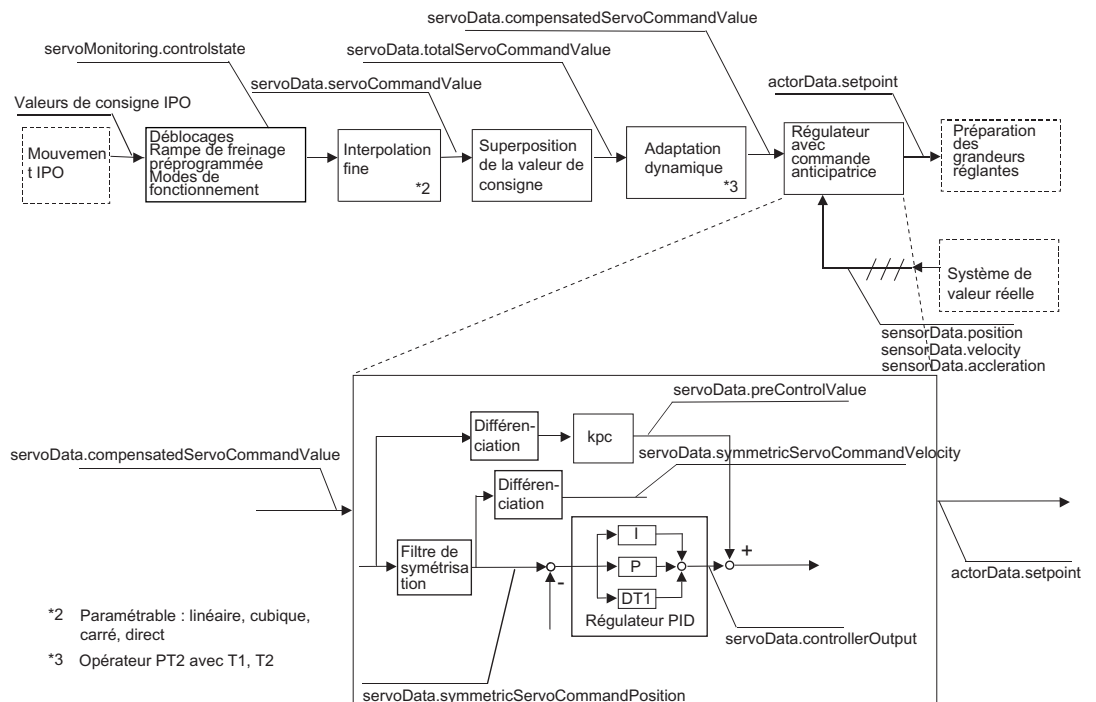 servoData.compensatedServoCommandValue
servoMonitoring.controlstate
servoData.totalServoCommandValue
servoData.servoCommandValue
actorData.setpoint
Valeurs de consigne IPO
Mouvemen
t IPO
Déblocages
Rampe de freinage
préprogrammée
Modes de
fonctionnement
Interpolation
fine
*2
Superposition
de la valeur de
consigne
Adaptation
dynamique
*3
Régulateur
avec
commande
anticipatrice
Préparation
des
grandeurs
réglantes
Système de
valeur réelle
sensorData.position
sensorData.velocity
sensorData.accleration
servoData.preControlValue
Différen-
ciation
kpc
servoData.symmetricServoCommandVelocity
servoData.compensatedServoCommandValue
Différen-
ciation
Filtre de
symétrisa
tion
-
I
P
DT1
Régulateur PID
+
actorData.setpoint
servoData.controllerOutput
*2 Paramétrable : linéaire, cubique,
carré, direct
*3 Opérateur PT2 avec T1, T2
servoData.symmetricServoCommandPosition